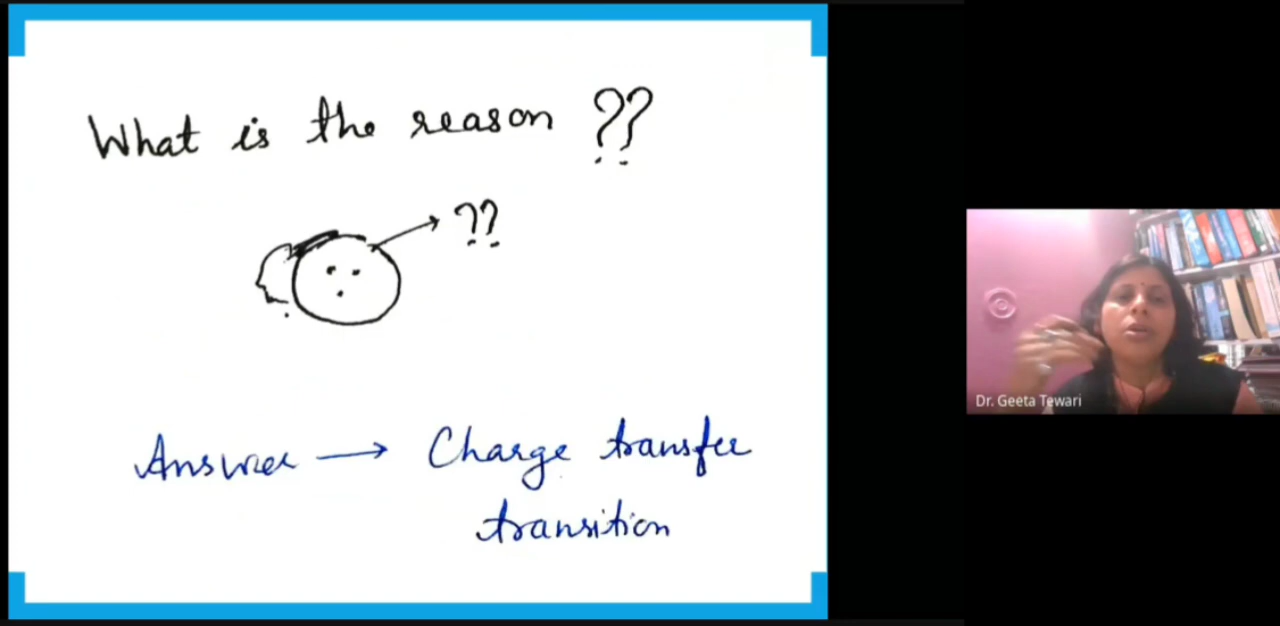 What is the reason ??
??
Answer → Charge transfer
transition
Dr. Geeta Tewari